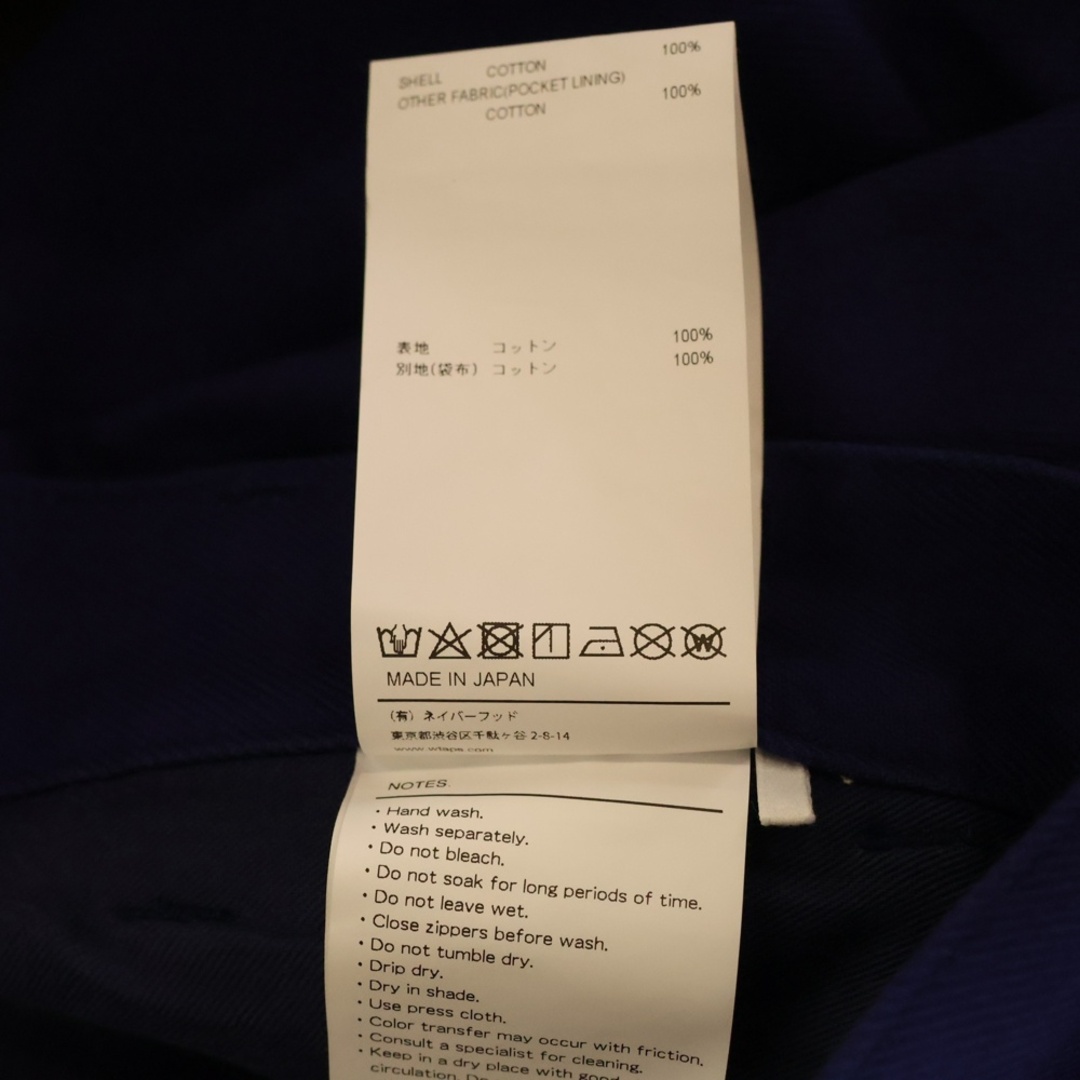 SHELL COTTON 100%
OTHER FABRIC(POCKET LINING)
COTTON 100%
表地 コットン 100%
別地(袋布) コットン 100%
W
MADE IN JAPAN
(有) ネイバーフッド
東京都渋谷区千駄ヶ谷 2-8-14
www.wtaps.com
NOTES.
・Hand wash.
・Wash separately.
・Do not bleach.
・Do not soak for long periods of time.
・Do not leave wet.
・Close zippers before wash.
・Do not tumble dry.
・Drip dry.
・Dry in shade.
・Use press cloth.
・Color transfer may occur with friction.
・Consult a specialist for cleaning.
・Keep in a dry place with good
circulation.